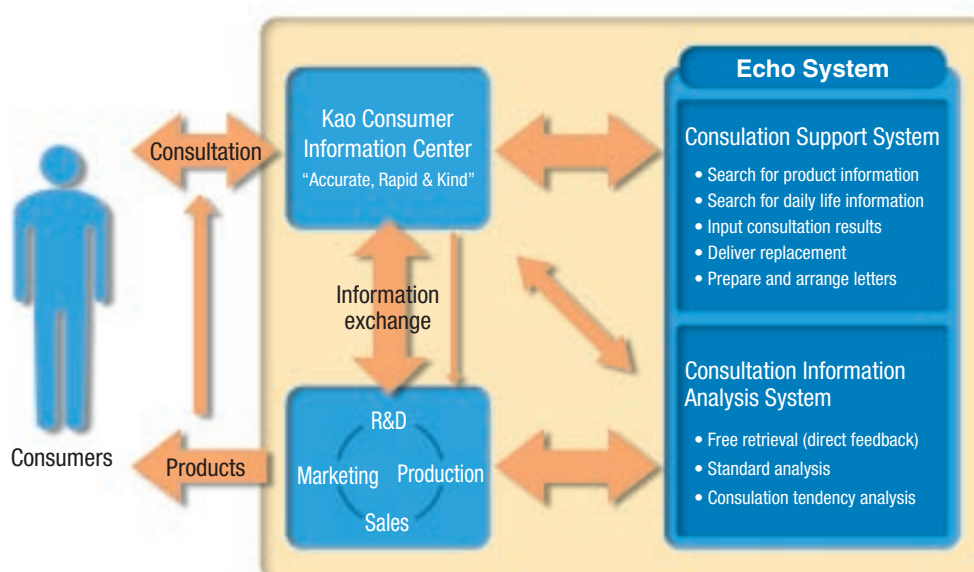 Consumers
Consultation
Products
Kao Consumer
Information Center
“Accurate, Rapid & Kind”
Information
exchange
R&D
Marketing
Production
Sales
Echo System
Consulation Support System
• Search for product information
• Search for daily life information
• Input consultation results
• Deliver replacement
• Prepare and arrange letters
Consultation Information
Analysis System
• Free retrieval (direct feedback)
• Standard analysis
• Consulation tendency analysis